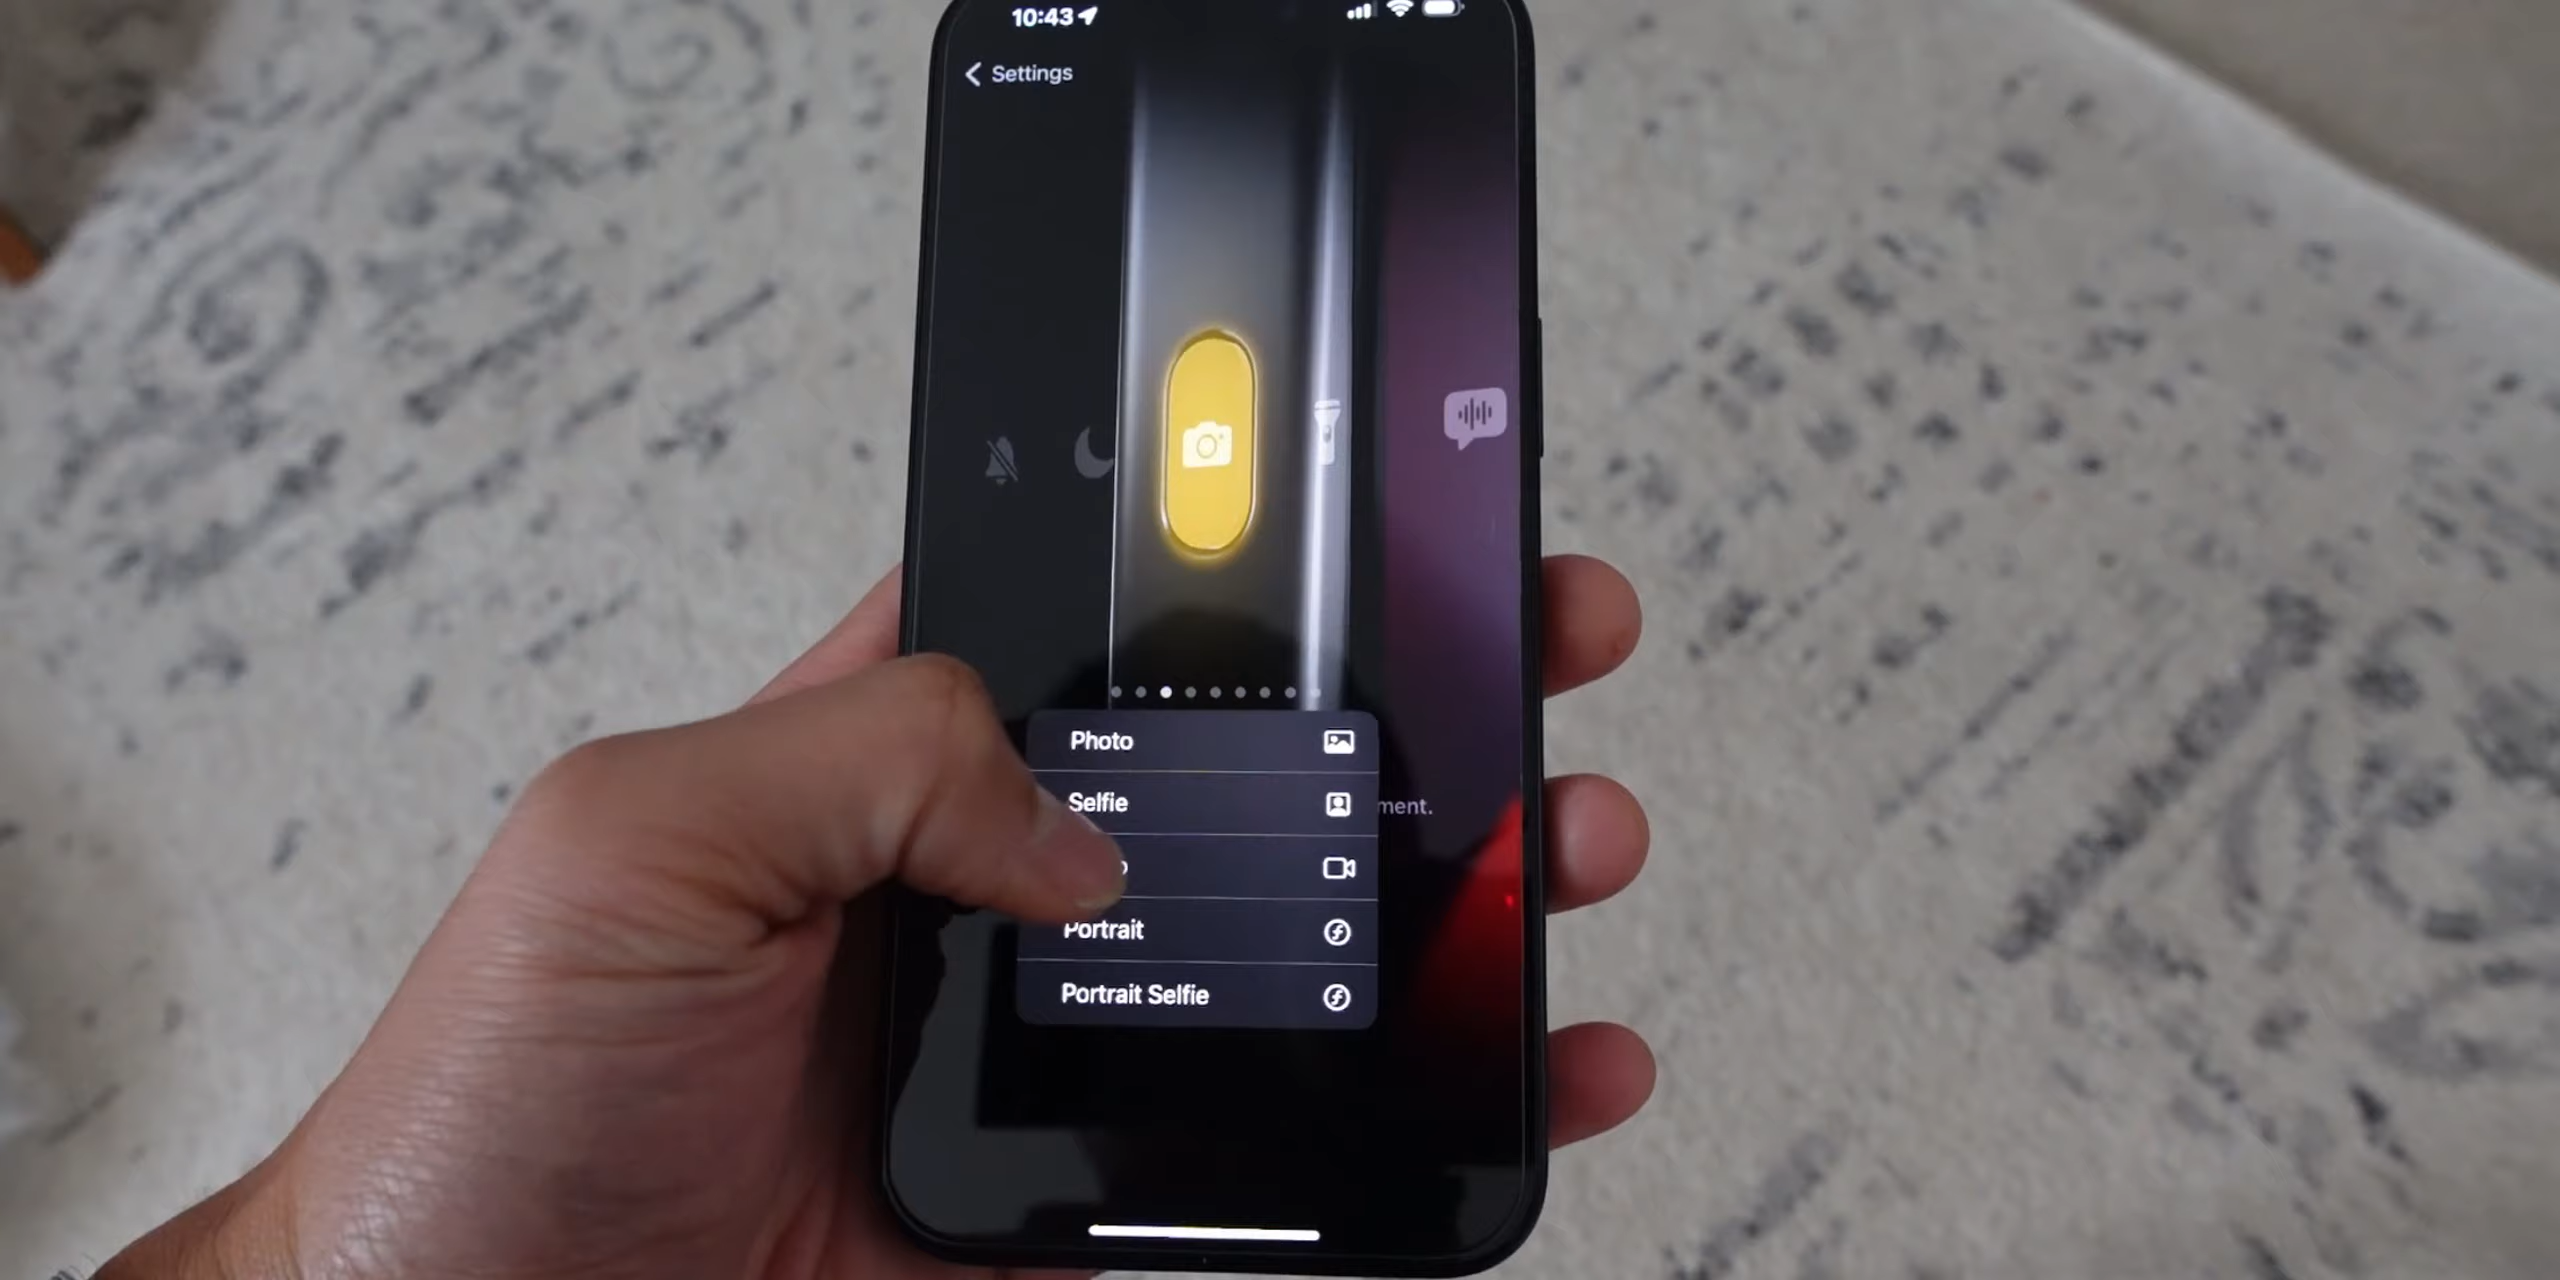 10:43
Settings
Photo
Selfie
ment.
Portrait
Portrait Selfie